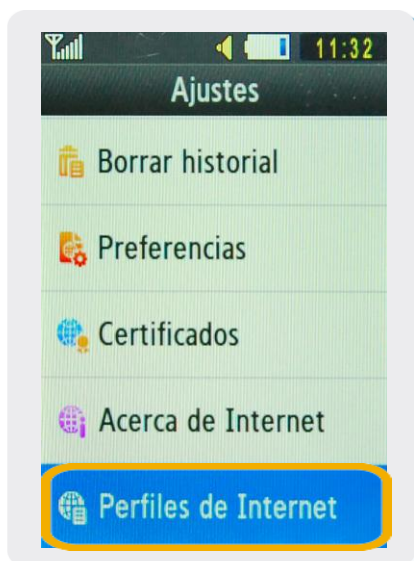 11:32
Ajustes
Borrar historial
Preferencias
Certificados
Acerca de Internet
Perfiles de Internet